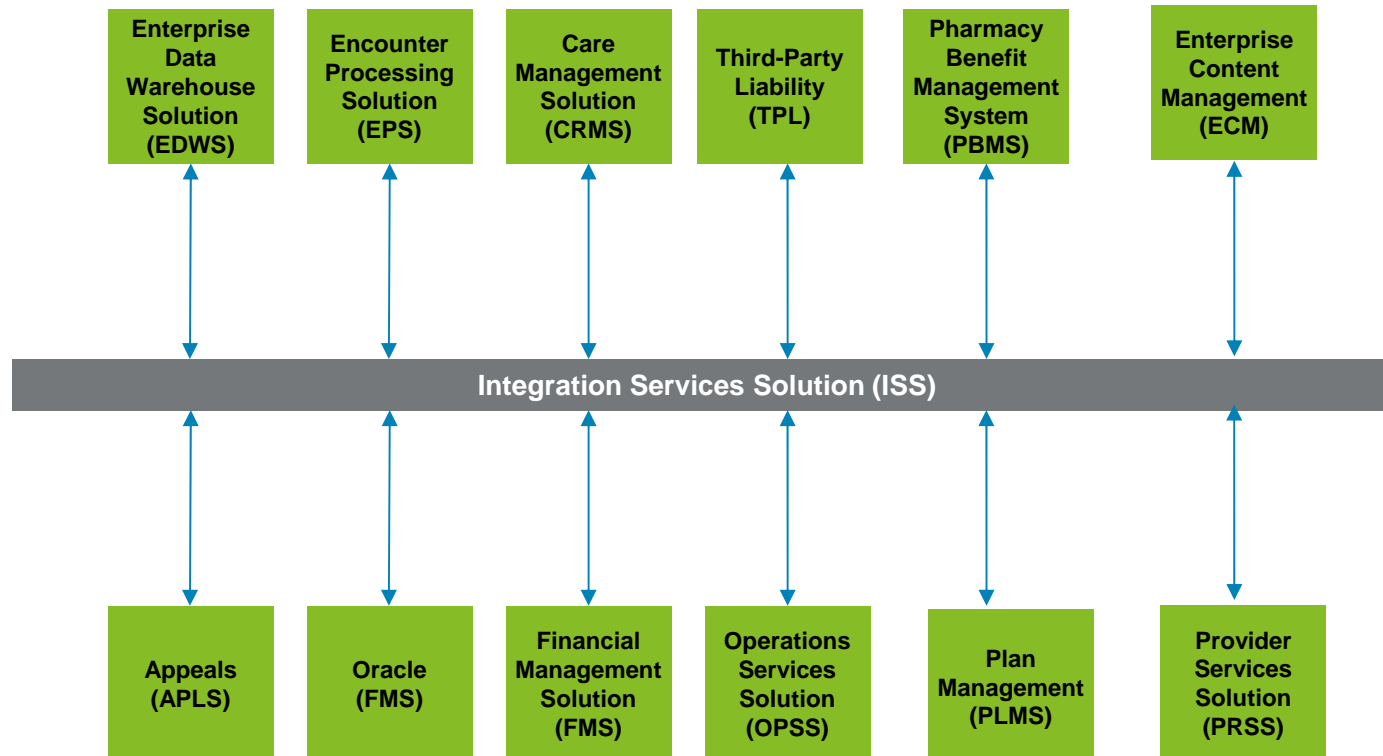 Enterprise
Data
Warehouse
Solution
(EDWS)
Encounter
Processing
Solution
(EPS)
Care
Management
Solution
(CRMS)
Third-Party
Liability
(TPL)
Pharmacy
Benefit
Management
System
(PBMS)
Enterprise
Content
Management
(ECM)
Integration Services Solution (ISS)
Appeals
(APLS)
Oracle
(FMS)
Financial
Management
Solution
(FMS)
Operations
Services
Solution
(OPSS)
Plan
Management
(PLMS)
Provider
Services
Solution
(PRSS)